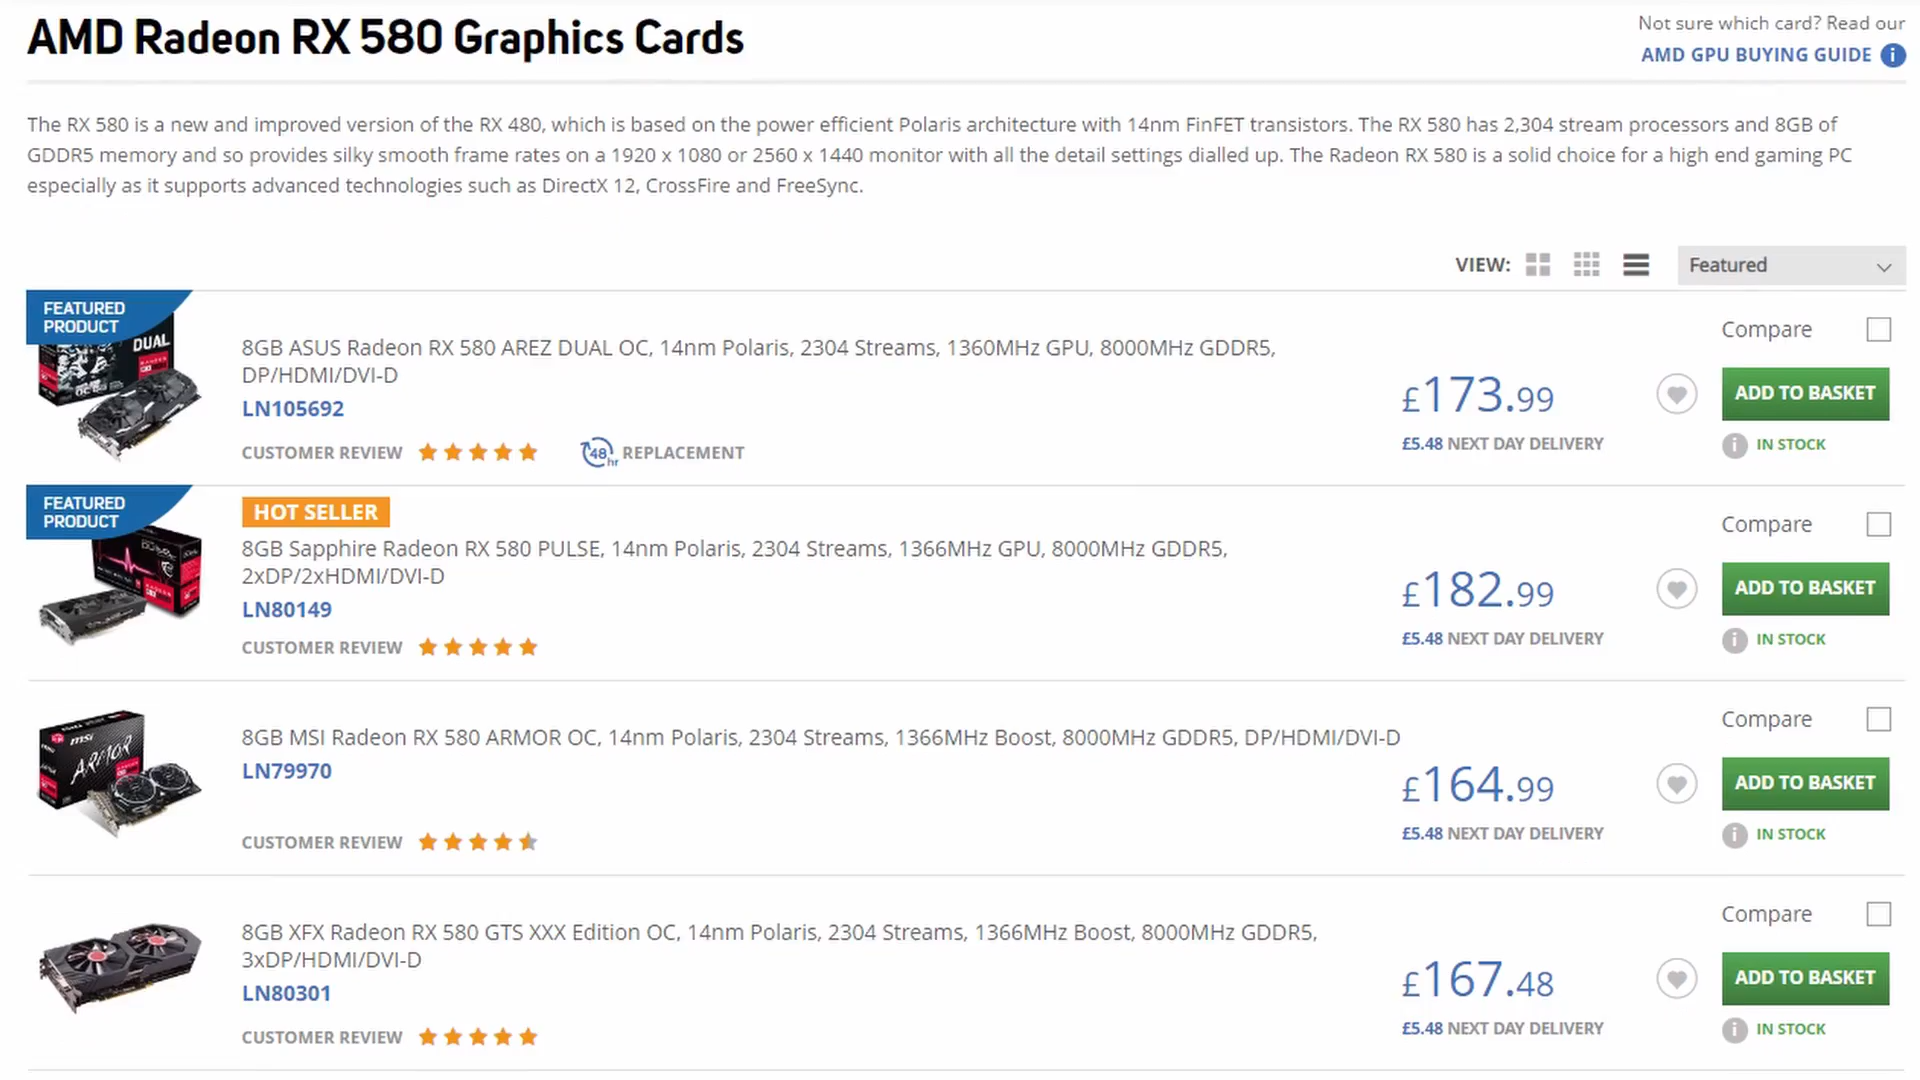 AMD Radeon RX 580 Graphics Cards
Not sure which card? Read our
AMD GPU BUYING GUIDE i
The RX 580 is a new and improved version of the RX 480, which is based on the power efficient Polaris architecture with 14nm FinFET transistors. The RX 580 has 2,304 stream processors and 8GB of
GDDR5 memory and so provides silky smooth frame rates on a 1920 x 1080 or 2560 x 1440 monitor with all the detail settings dialled up. The Radeon RX 580 is a solid choice for a high end gaming PC
especially as it supports advanced technologies such as DirectX 12, CrossFire and FreeSync.
VIEW: Featured
FEATURED
PRODUCT
DUAL
8GB ASUS Radeon RX 580 AREZ DUAL OC, 14nm Polaris, 2304 Streams, 1360MHz GPU, 8000MHz GDDR5,
DP/HDMI/DVI-D
LN105692
CUSTOMER REVIEW
48hr REPLACEMENT
£173.99
£5.48 NEXT DAY DELIVERY
Compare
ADD TO BASKET
i IN STOCK
FEATURED
PRODUCT
HOT SELLER
8GB Sapphire Radeon RX 580 PULSE, 14nm Polaris, 2304 Streams, 1366MHz GPU, 8000MHz GDDR5,
2xDP/2xHDMI/DVI-D
LN80149
CUSTOMER REVIEW
£182.99
£5.48 NEXT DAY DELIVERY
Compare
ADD TO BASKET
i IN STOCK
msi
ARMOR
8GB MSI Radeon RX 580 ARMOR OC, 14nm Polaris, 2304 Streams, 1366MHz Boost, 8000MHz GDDR5, DP/HDMI/DVI-D
LN79970
CUSTOMER REVIEW
£164.99
£5.48 NEXT DAY DELIVERY
Compare
ADD TO BASKET
i IN STOCK
8GB XFX Radeon RX 580 GTS XXX Edition OC, 14nm Polaris, 2304 Streams, 1366MHz Boost, 8000MHz GDDR5,
3xDP/HDMI/DVI-D
LN80301
CUSTOMER REVIEW
£167.48
£5.48 NEXT DAY DELIVERY
Compare
ADD TO BASKET
i IN STOCK